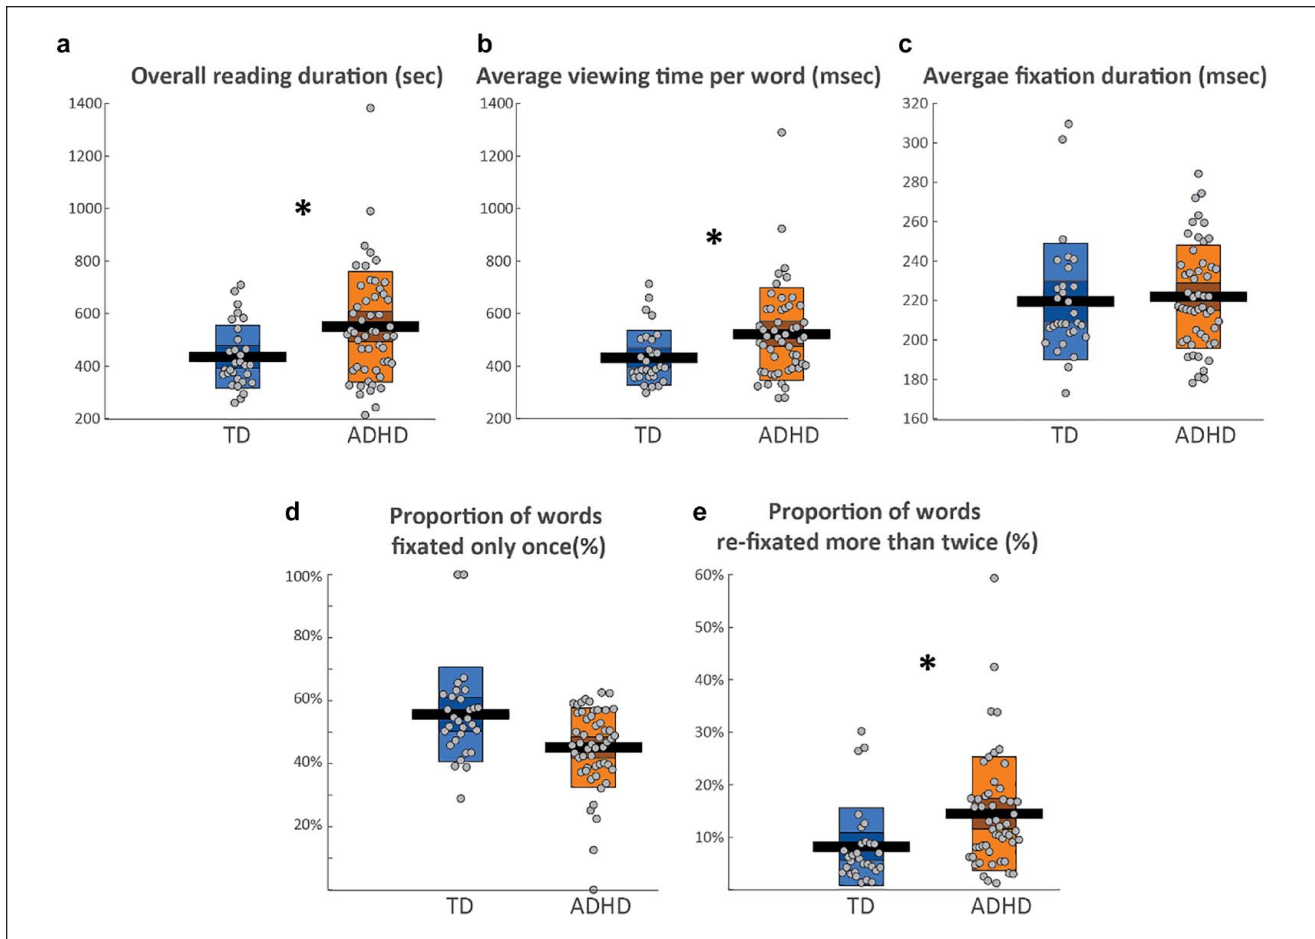 a
Overall reading duration (sec)
1400
1200
1000
800
600
400
200
*
TD
ADHD
b
Average viewing time per word (msec)
1400
1200
1000
800
600
400
200
*
TD
ADHD
c
Avergae fixation duration (msec)
320
300
280
260
240
220
200
180
160
TD
ADHD
d
Proportion of words
fixated only once(%)
100%
80%
60%
40%
20%
TD
ADHD
e
Proportion of words
re-fixated more than twice (%)
60%
50%
40%
30%
20%
10%
*
TD
ADHD